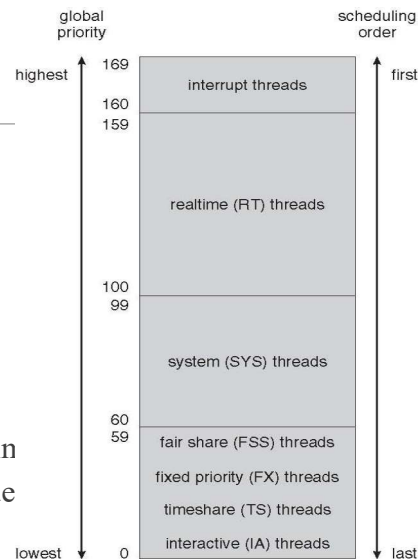 global priority
scheduling order
highest
169
first
interrupt threads
160
159
realtime (RT) threads
100
99
system (SYS) threads
60
59
fair share (FSS) threads
fixed priority (FX) threads
timeshare (TS) threads
interactive (IA) threads
lowest
0
last